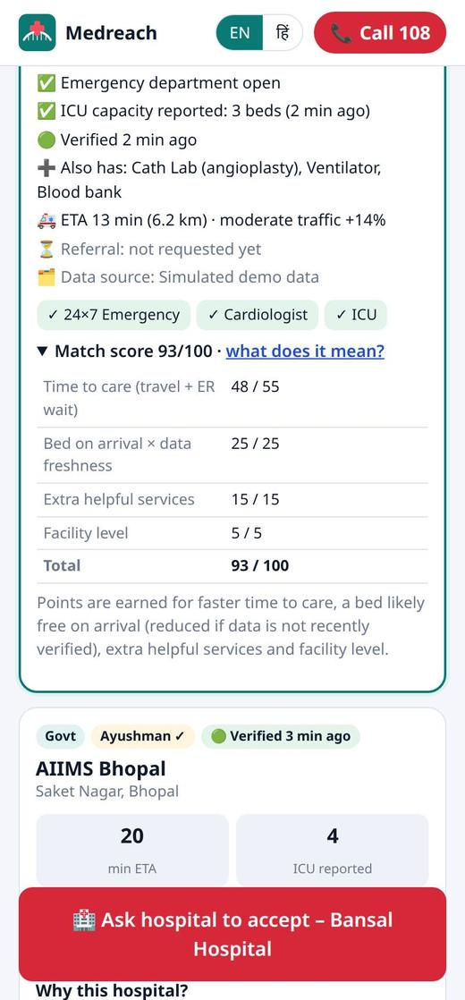 Medreach
EN
हिं
📞 Call 108
✅ Emergency department open
✅ ICU capacity reported: 3 beds (2 min ago)
🟢 Verified 2 min ago
➕ Also has: Cath Lab (angioplasty), Ventilator,
Blood bank
🚑 ETA 13 min (6.2 km) · moderate traffic +14%
⏳ Referral: not requested yet
🗂️ Data source: Simulated demo data
✓ 24×7 Emergency ✓ Cardiologist ✓ ICU
▼ Match score 93/100 · what does it mean?
Time to care (travel + ER 48 / 55
wait)
Bed on arrival × data 25 / 25
freshness
Extra helpful services 15 / 15
Facility level 5 / 5
Total 93 / 100
Points are earned for faster time to care, a bed likely
free on arrival (reduced if data is not recently
verified), extra helpful services and facility level.
Govt Ayushman ✓ 🟢 Verified 3 min ago
AIIMS Bhopal
Saket Nagar, Bhopal
20 4
min ETA ICU reported
🏥 Ask hospital to accept – Bansal
Hospital
Why this hospital?